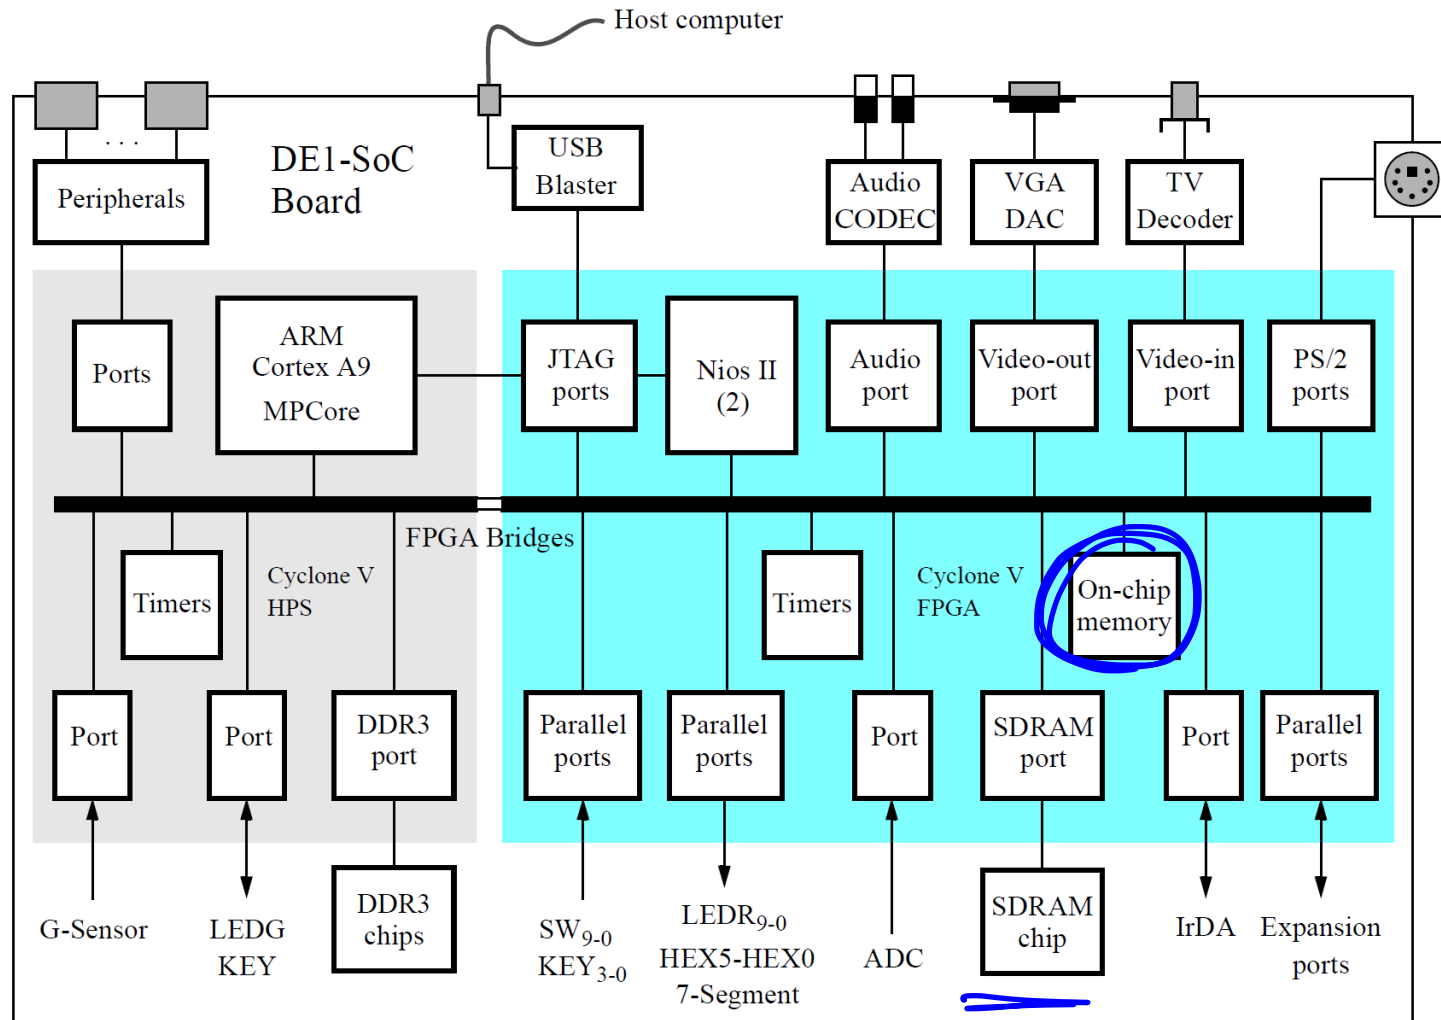 Host computer
DE1-SoC
Board
Peripherals
. . .
USB
Blaster
Audio
CODEC
VGA
DAC
TV
Decoder
Ports
ARM
Cortex A9
MPCore
JTAG
ports
Nios II
(2)
Audio
port
Video-out
port
Video-in
port
PS/2
ports
FPGA Bridges
Timers
Cyclone V
HPS
Timers
Cyclone V
FPGA
On-chip
memory
Port
Port
DDR3
port
Parallel
ports
Parallel
ports
Port
SDRAM
port
Port
Parallel
ports
G-Sensor
LEDG
KEY
DDR3
chips
SW9-0
KEY3-0
LEDR9-0
HEX5-HEX0
7-Segment
ADC
SDRAM
chip
IrDA
Expansion
ports